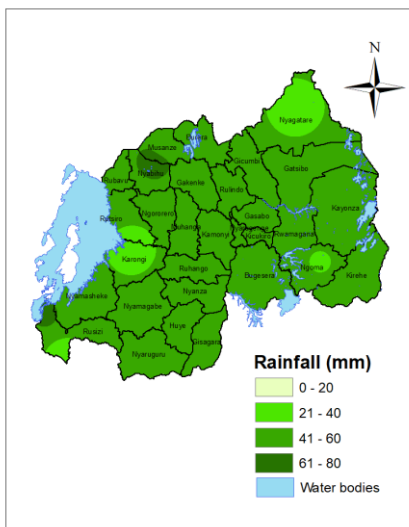 N
Nyagatare
Burera
Musanze
Nyabihu
Gicumbi
Gatsibo
Rubavu
Gakenke
Rulindo
Ngororero
Kayonza
Gasabo
Rutsiro
Muhanga
Kamonyi
Kicukiro
Rwamagana
Karongi
Ruhango
Bugesera
Ngoma
Kirehe
Nyamasheke
Nyanza
Nyamagabe
Huye
Rusizi
Gisagara
Nyaruguru
Rainfall (mm)
0 - 20
21 - 40
41 - 60
61 - 80
Water bodies